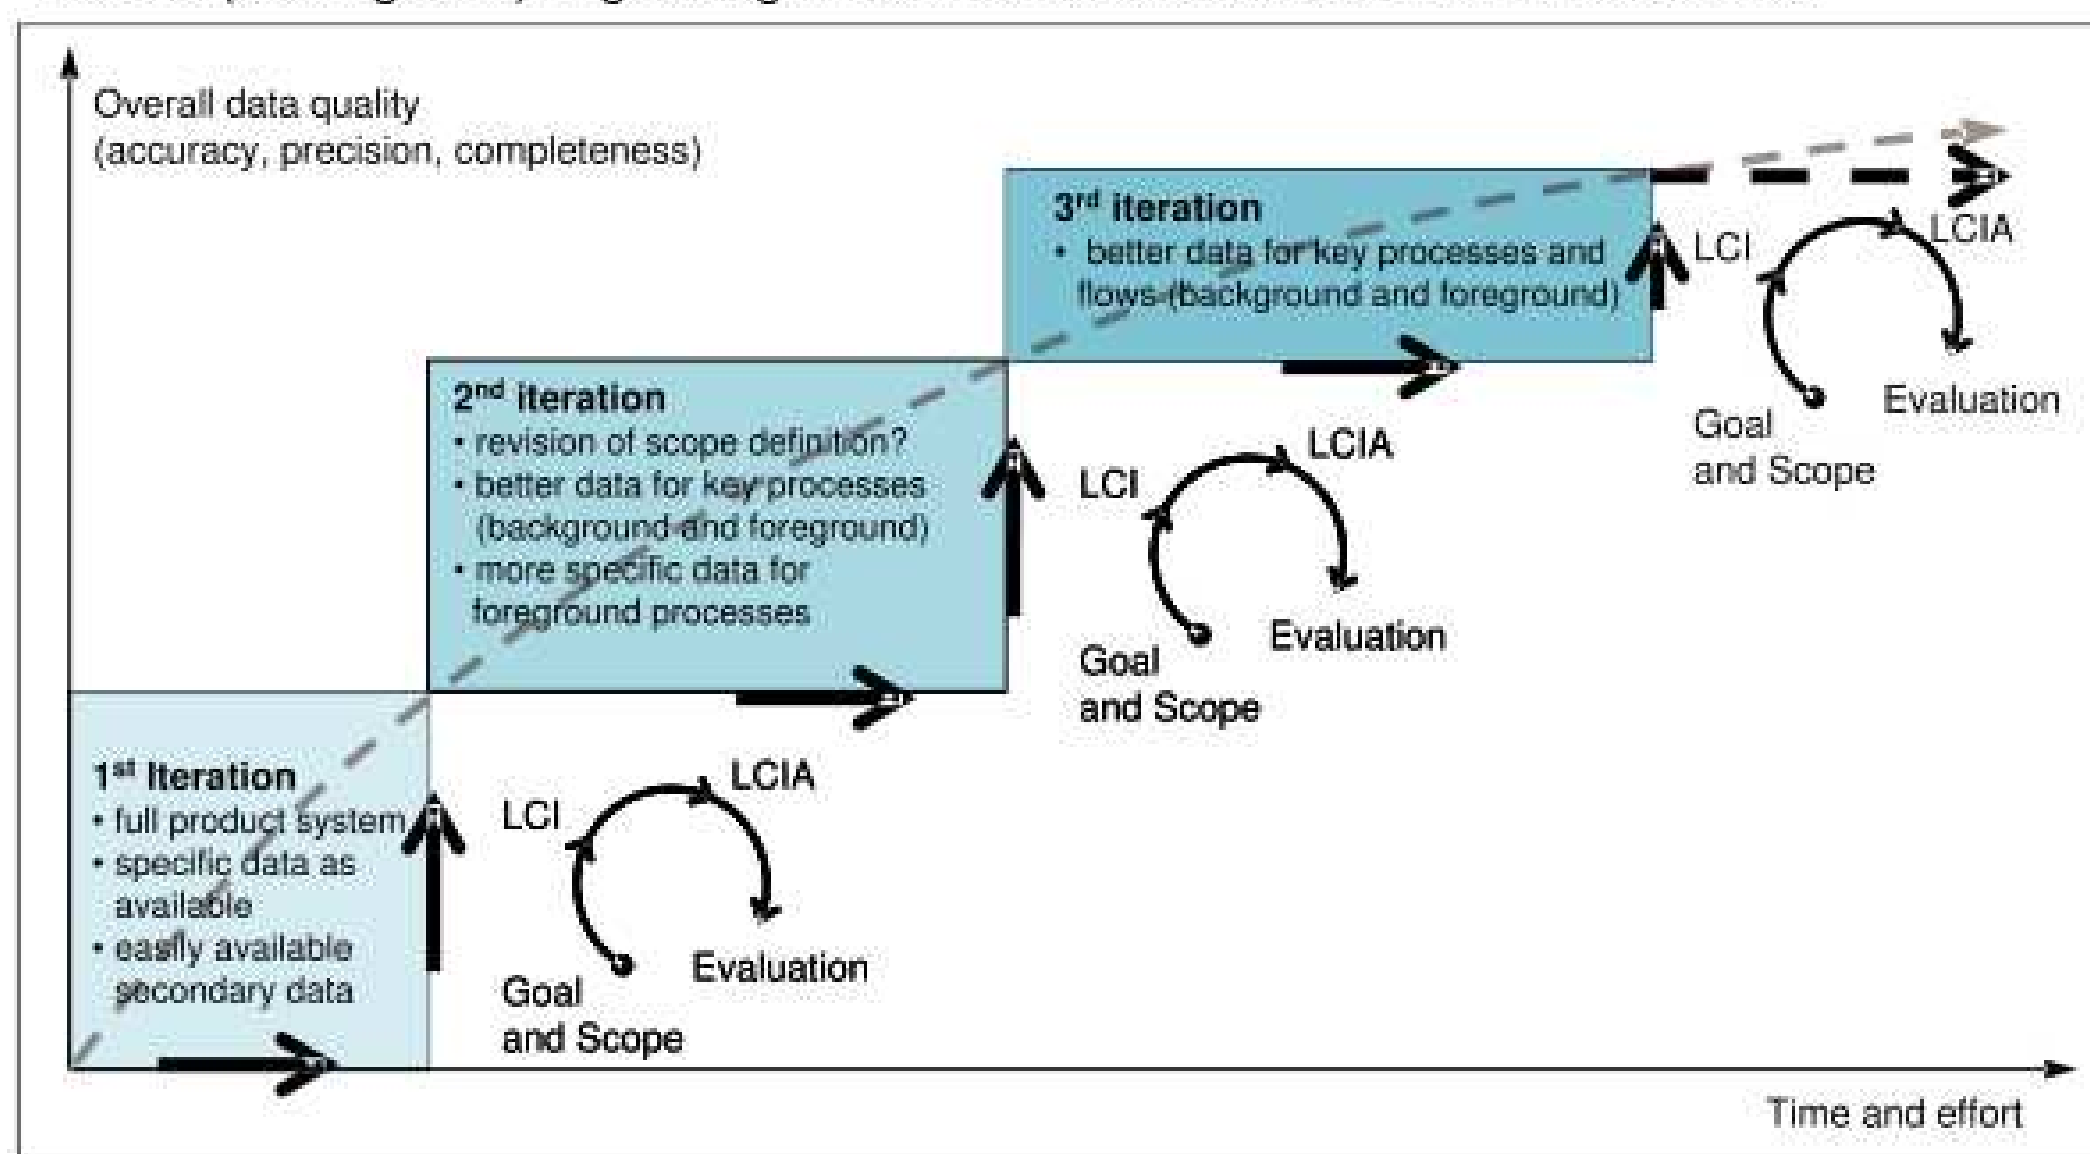 Overall data quality
(accuracy, precision, completeness)
3rd iteration
• better data for key processes and
flows (background and foreground)
LCI
LCIA
Goal
and Scope
Evaluation
2nd iteration
• revision of scope definition?
• better data for key processes
(background and foreground)
• more specific data for
foreground processes
LCI
LCIA
Goal
and Scope
Evaluation
1st Iteration
• full product system
• specific data as
available
• easily available
secondary data
LCI
LCIA
Goal
and Scope
Evaluation
Time and effort